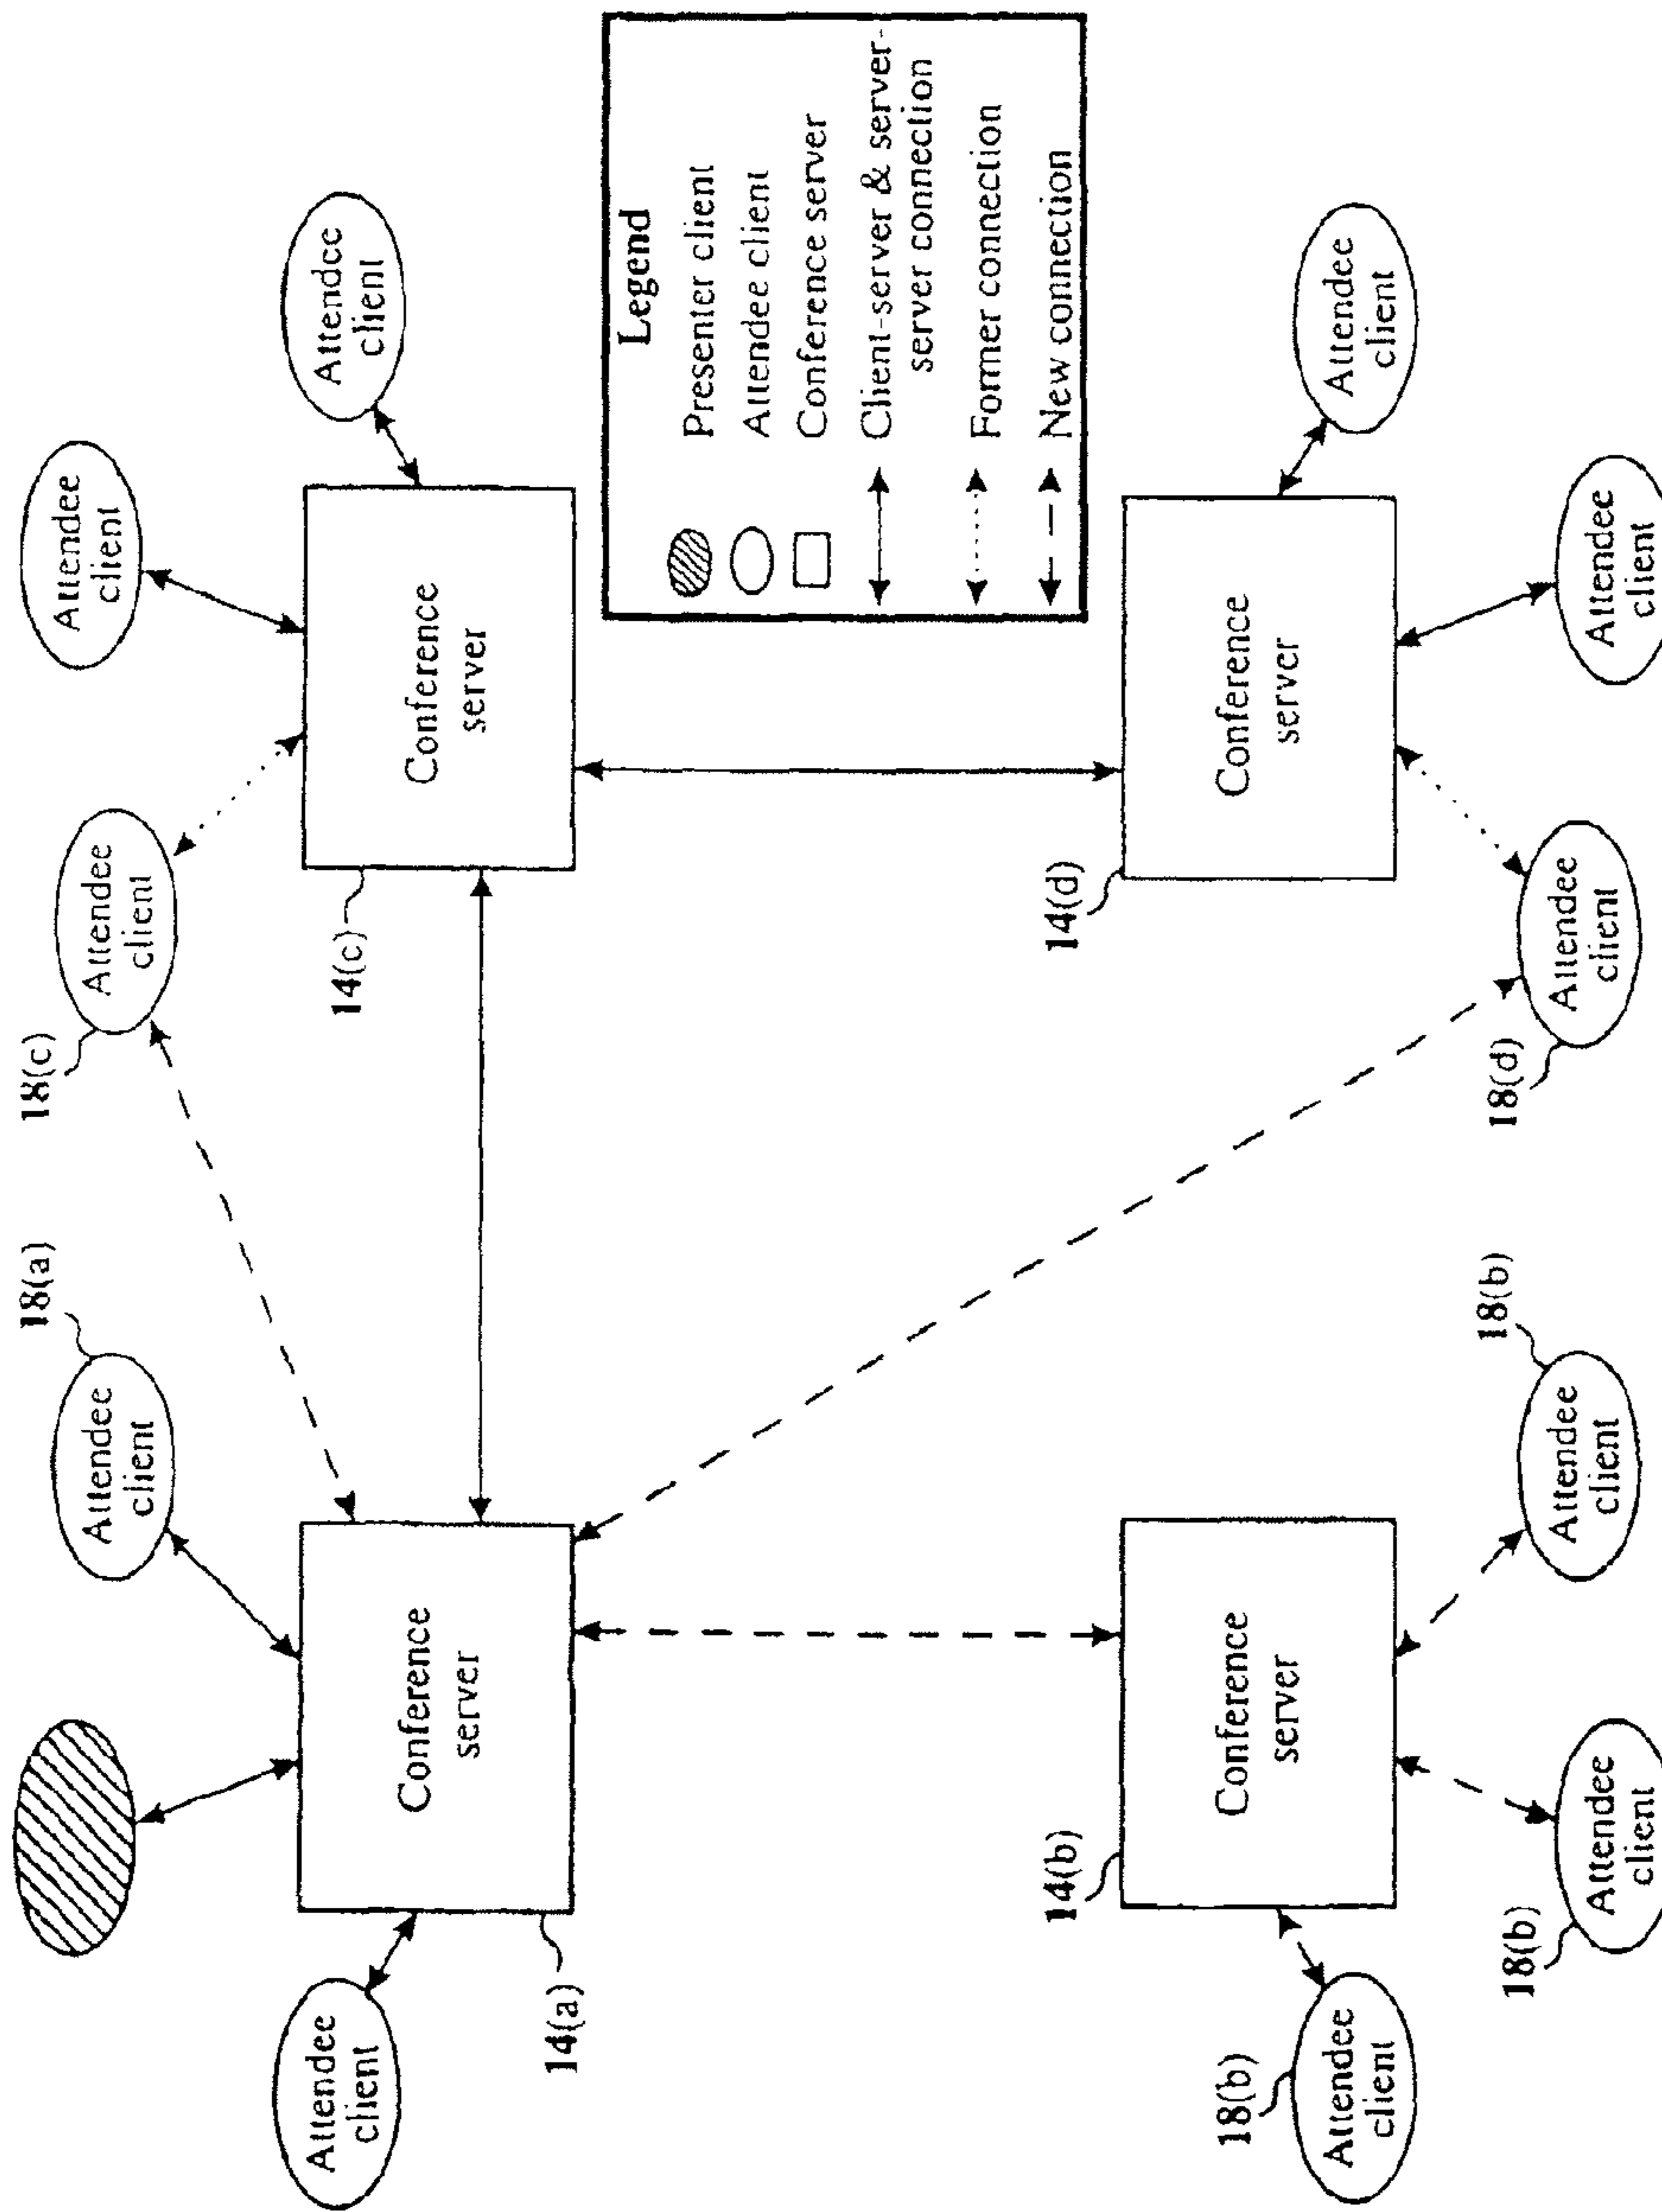 18(a)
18(c)
Attendee
client
Attendee
client
Attendee
client
Attendee
client
Attendee
client
Conference
server
Conference
server
14(a)
14(c)
Legend
Presenter client
Attendee client
Conference server
Client-server & server-
server connection
Former connection
New connection
14(b)
14(d)
Conference
server
Conference
server
18(b)
Attendee
client
Attendee
client
18(b)
Attendee
client
18(b)
Attendee
client
18(d)
Attendee
client
Attendee
client